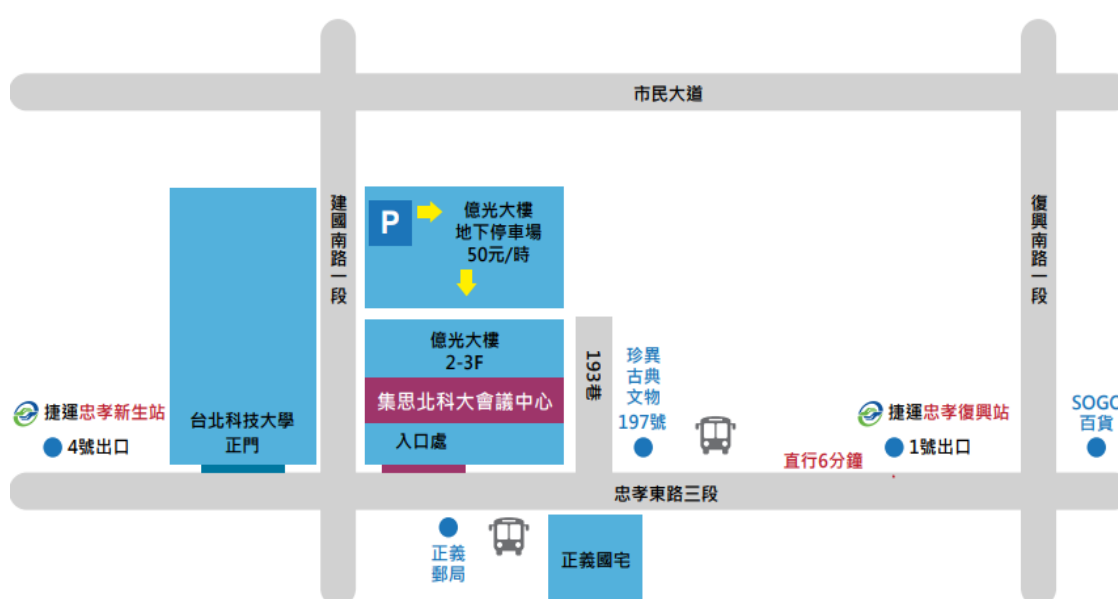 市民大道
建國南路一段
復興南路一段
P
億光大樓
地下停車場
50元/時
億光大樓
2-3F
集思北科大會議中心
入口處
193巷
珍異
古典
文物
197號
捷運忠孝新生站
4號出口
台北科技大學
正門
捷運忠孝復興站
1號出口
直行6分鐘
SOGO
百貨
忠孝東路三段
正義
郵局
正義國宅